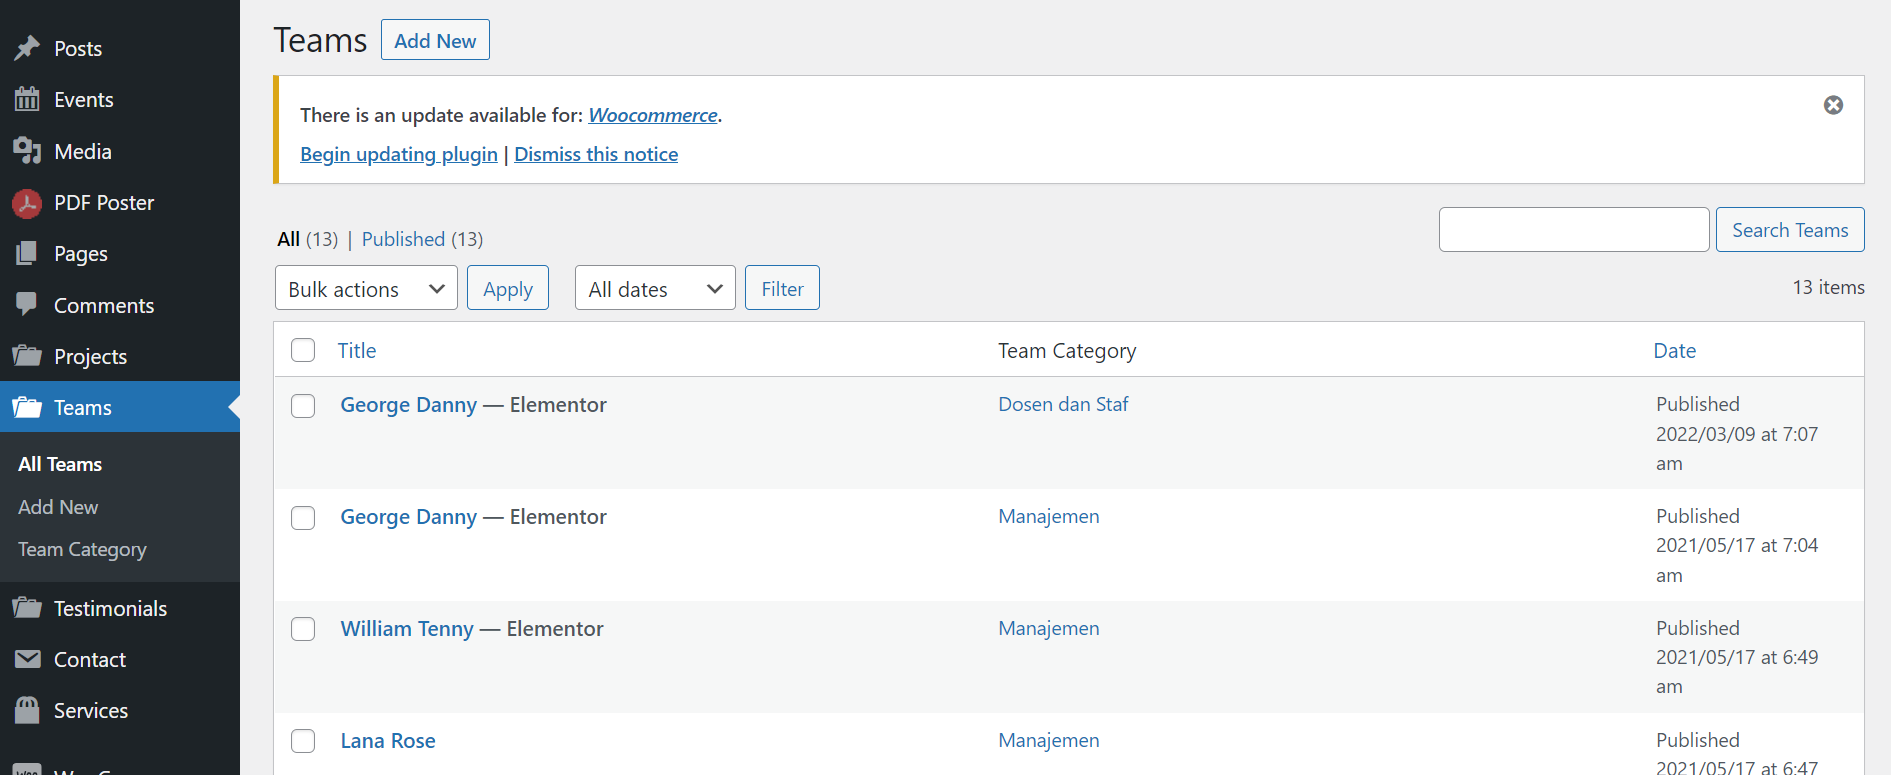 Posts
Events
Media
PDF Poster
Pages
Comments
Projects
Teams
All Teams
Add New
Team Category
Testimonials
Contact
Services
Teams Add New
There is an update available for: Woocommerce.
Begin updating plugin | Dismiss this notice
All (13) | Published (13)
Search Teams
Bulk actions Apply All dates Filter
13 items
Title Team Category Date
George Danny — Elementor Dosen dan Staf Published
2022/03/09 at 7:07
am
George Danny — Elementor Manajemen Published
2021/05/17 at 7:04
am
William Tenny — Elementor Manajemen Published
2021/05/17 at 6:49
am
Lana Rose Manajemen Published
2021/05/17 at 6:47